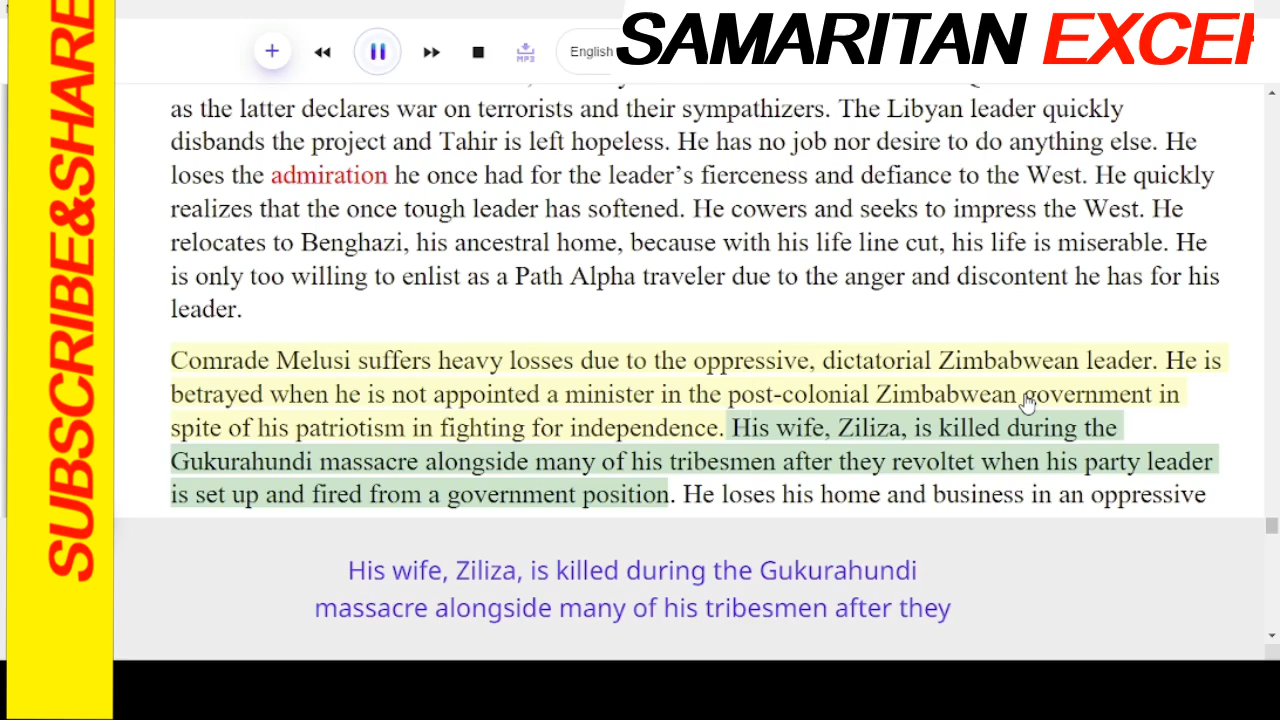 SUBSCRIBE&SHARE
English
SAMARITAN
as the latter declares war on terrorists and their sympathizers. The Libyan leader quickly
disbands the project and Tahir is left hopeless. He has no job nor desire to do anything else. He
loses the admiration he once had for the leader’s fierceness and defiance to the West. He quickly
realizes that the once tough leader has softened. He cowers and seeks to impress the West. He
relocates to Benghazi, his ancestral home, because with his life line cut, his life is miserable. He
is only too willing to enlist as a Path Alpha traveler due to the anger and discontent he has for his
leader.
Comrade Melusi suffers heavy losses due to the oppressive, dictatorial Zimbabwean leader. He is
betrayed when he is not appointed a minister in the post-colonial Zimbabwean government in
spite of his patriotism in fighting for independence. His wife, Ziliza, is killed during the
Gukurahundi massacre alongside many of his tribesmen after they revoltet when his party leader
is set up and fired from a government position. He loses his home and business in an oppressive
His wife, Ziliza, is killed during the Gukurahundi
massacre alongside many of his tribesmen after they